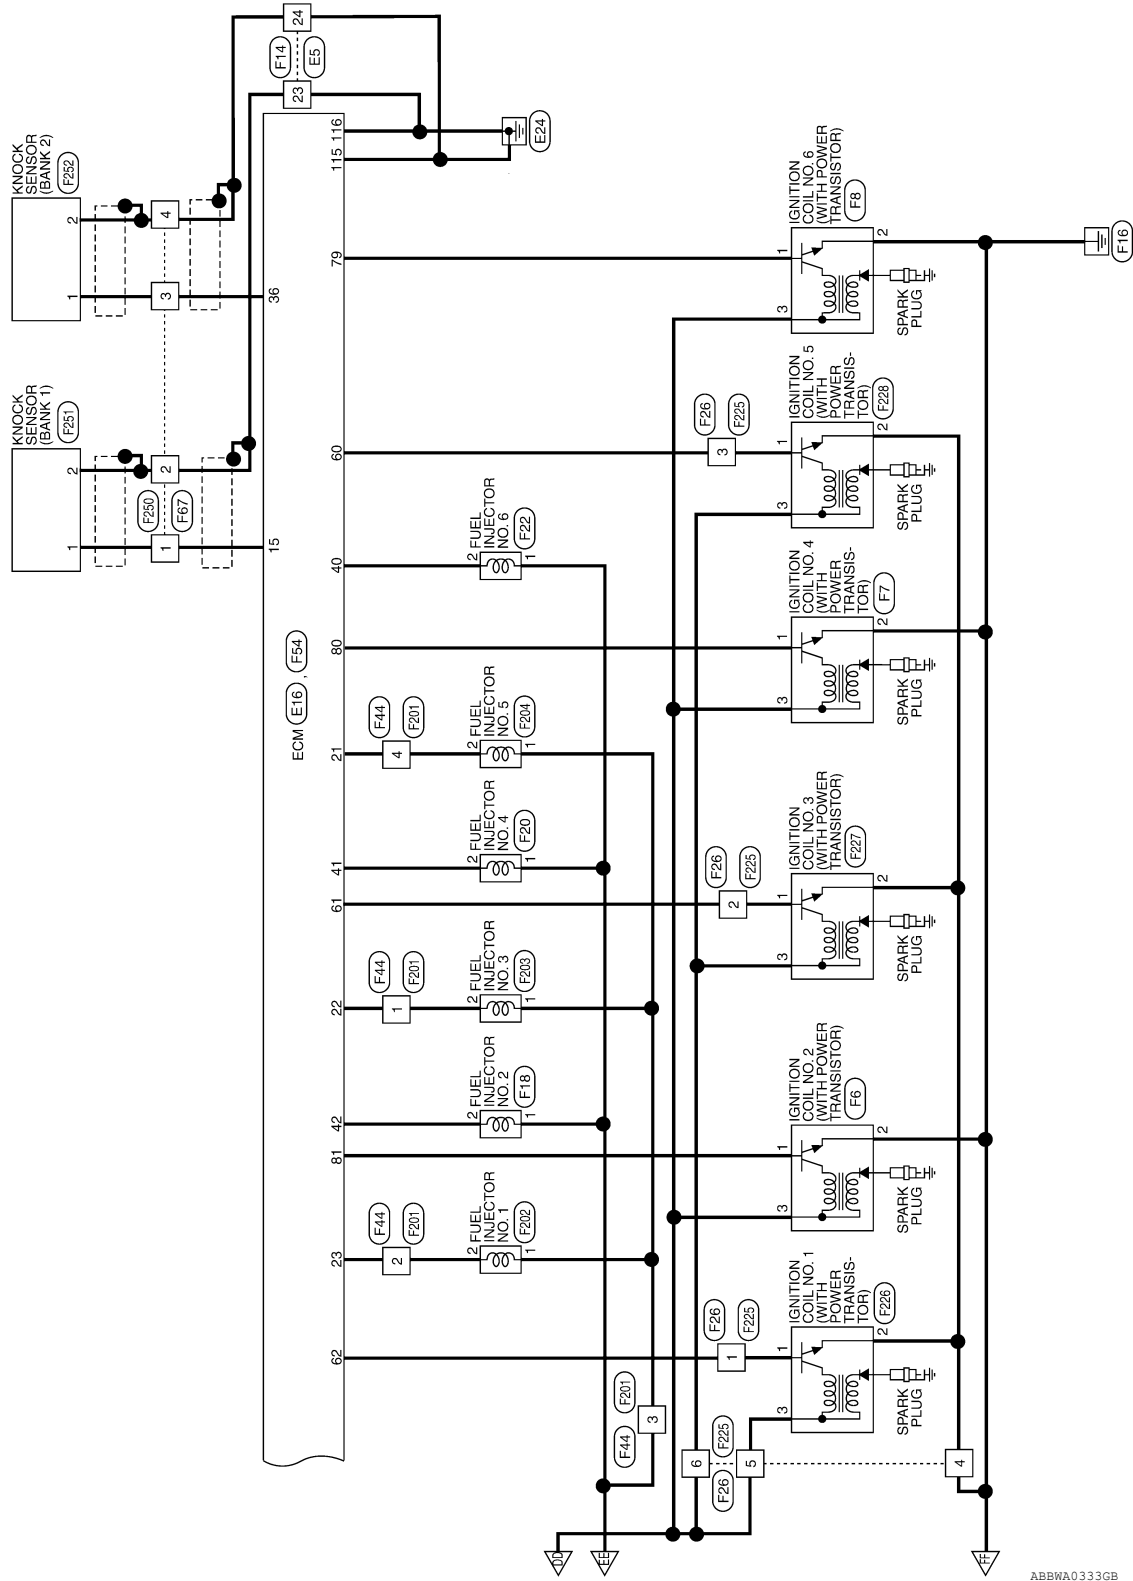 KNOCK
SENSOR
(BANK 1)
F251
1
2
F250
F67
1
2
KNOCK
SENSOR
(BANK 2)
F252
1
2
3
4
F14
E5
23
24
15
36
ECM E16 , F54
62
23
81
42
22
61
41
21
80
40
60
79
115
116
E24
F44
F201
2
F44
F201
1
F44
F201
4
2
FUEL
INJECTOR
NO. 1
F202
1
2
FUEL
INJECTOR
NO. 2
F18
1
2
FUEL
INJECTOR
NO. 3
F203
1
2
FUEL
INJECTOR
NO. 4
F20
1
2
FUEL
INJECTOR
NO. 5
F204
1
2
FUEL
INJECTOR
NO. 6
F22
1
F44
F201
3
F26
F225
6
5
4
F26
F225
1
F26
F225
2
F26
F225
3
IGNITION
COIL NO. 1
(WITH
POWER
TRANSIS-
TOR)
F226
3
1
2
SPARK
PLUG
IGNITION
COIL NO. 2
(WITH POWER
TRANSISTOR)
F6
3
1
2
SPARK
PLUG
IGNITION
COIL NO. 3
(WITH POWER
TRANSISTOR)
F227
3
1
2
SPARK
PLUG
IGNITION
COIL NO. 4
(WITH
POWER
TRANSIS-
TOR)
F7
3
1
2
SPARK
PLUG
IGNITION
COIL NO. 5
(WITH
POWER
TRANSIS-
TOR)
F228
3
1
2
SPARK
PLUG
IGNITION
COIL NO. 6
(WITH POWER
TRANSISTOR)
F8
3
1
2
SPARK
PLUG
F16
DD
EE
FF
ABBWA0333GB